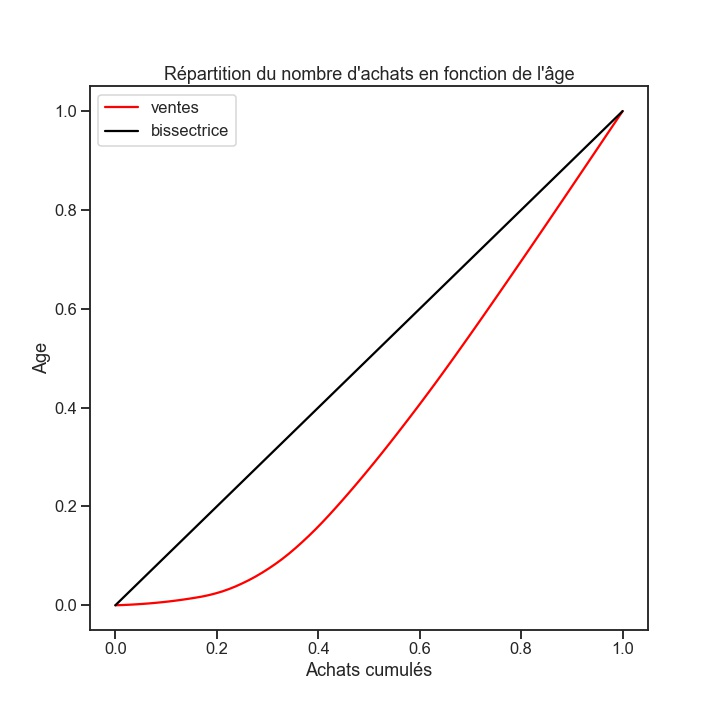 Répartition du nombre d'achats en fonction de l'âge
ventes
bissectrice
1.0
0.8
0.6
0.4
0.2
0.0
Age
0.0 0.2 0.4 0.6 0.8 1.0
Achats cumulés